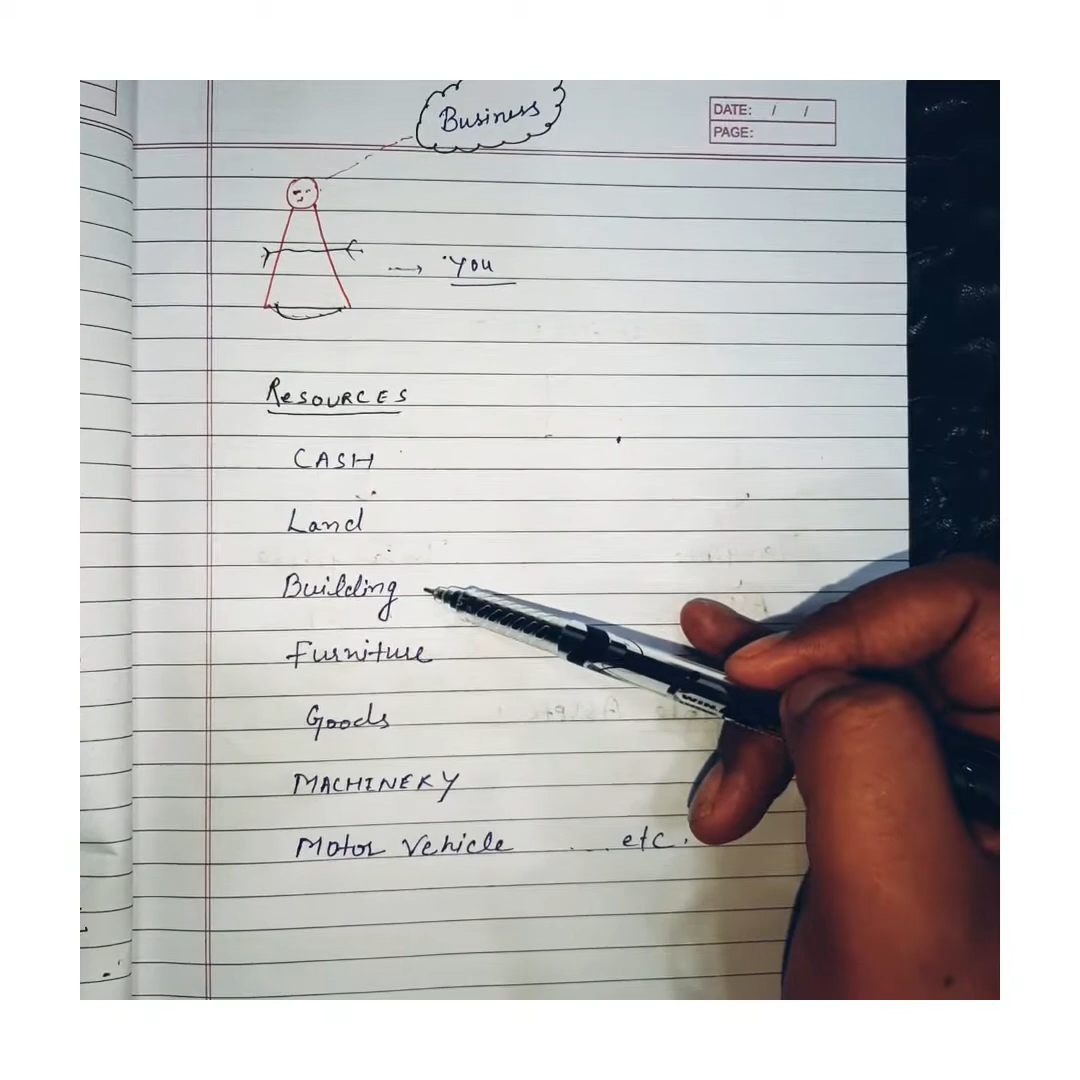 Business
DATE: / /
PAGE:
→ You
RESOURCES
CASH
Land
Building
Furniture
Goods
MACHINERY
Motor Vehicle ... etc.